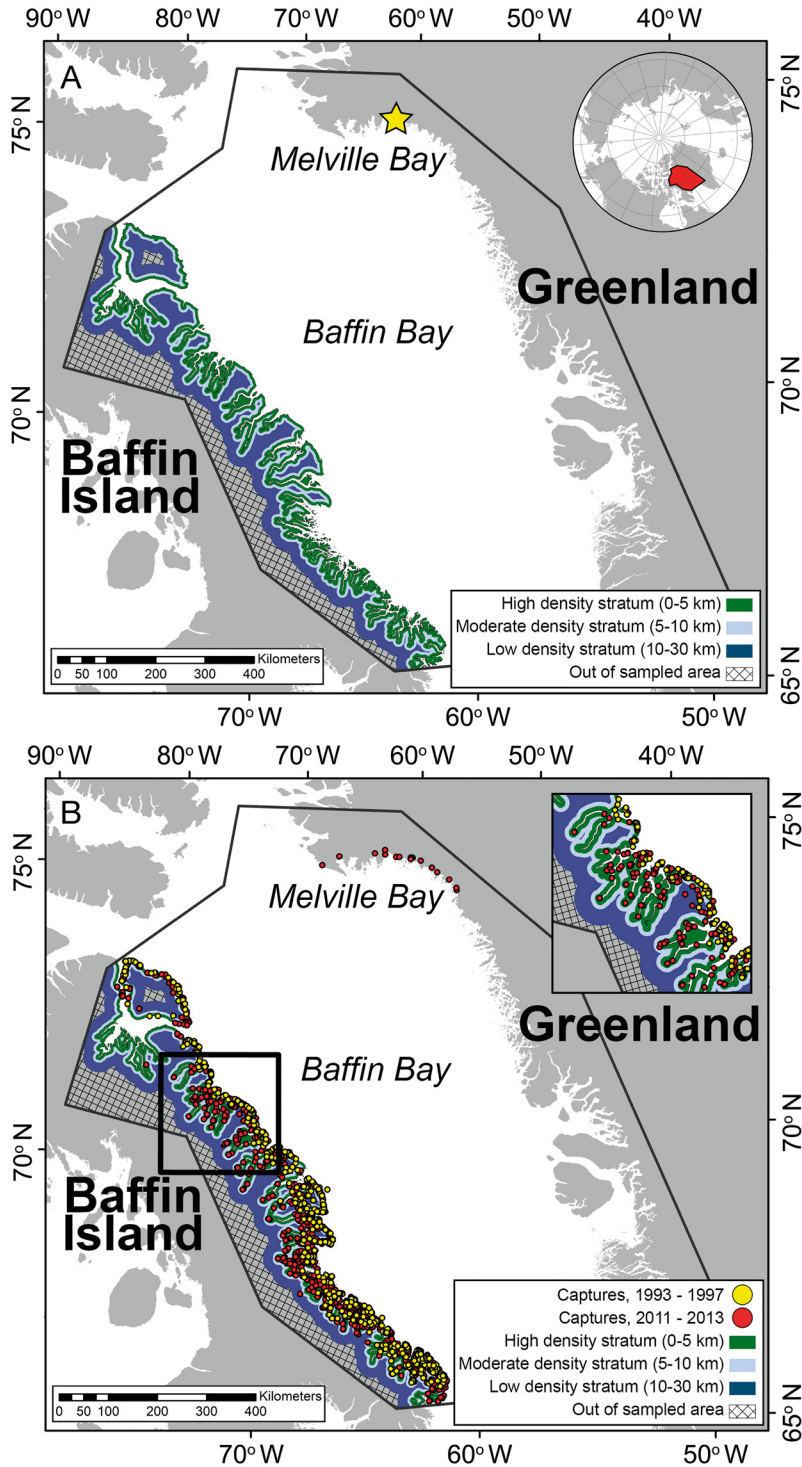 90°W 80°W 70°W 60°W 50°W 40°W
A
75°N
75°N
Melville Bay
Greenland
Baffin Bay
70°N
70°N
Baffin
Island
High density stratum (0-5 km)
Moderate density stratum (5-10 km)
Low density stratum (10-30 km)
Out of sampled area
Kilometers
0 50 100 200 300 400
65°N
70°W 60°W 50°W
90°W 80°W 70°W 60°W 50°W 40°W
B
75°N
75°N
Melville Bay
Greenland
Baffin Bay
70°N
70°N
Baffin
Island
Captures, 1993 - 1997
Captures, 2011 - 2013
High density stratum (0-5 km)
Moderate density stratum (5-10 km)
Low density stratum (10-30 km)
Out of sampled area
Kilometers
0 50 100 200 300 400
65°N
70°W 60°W 50°W